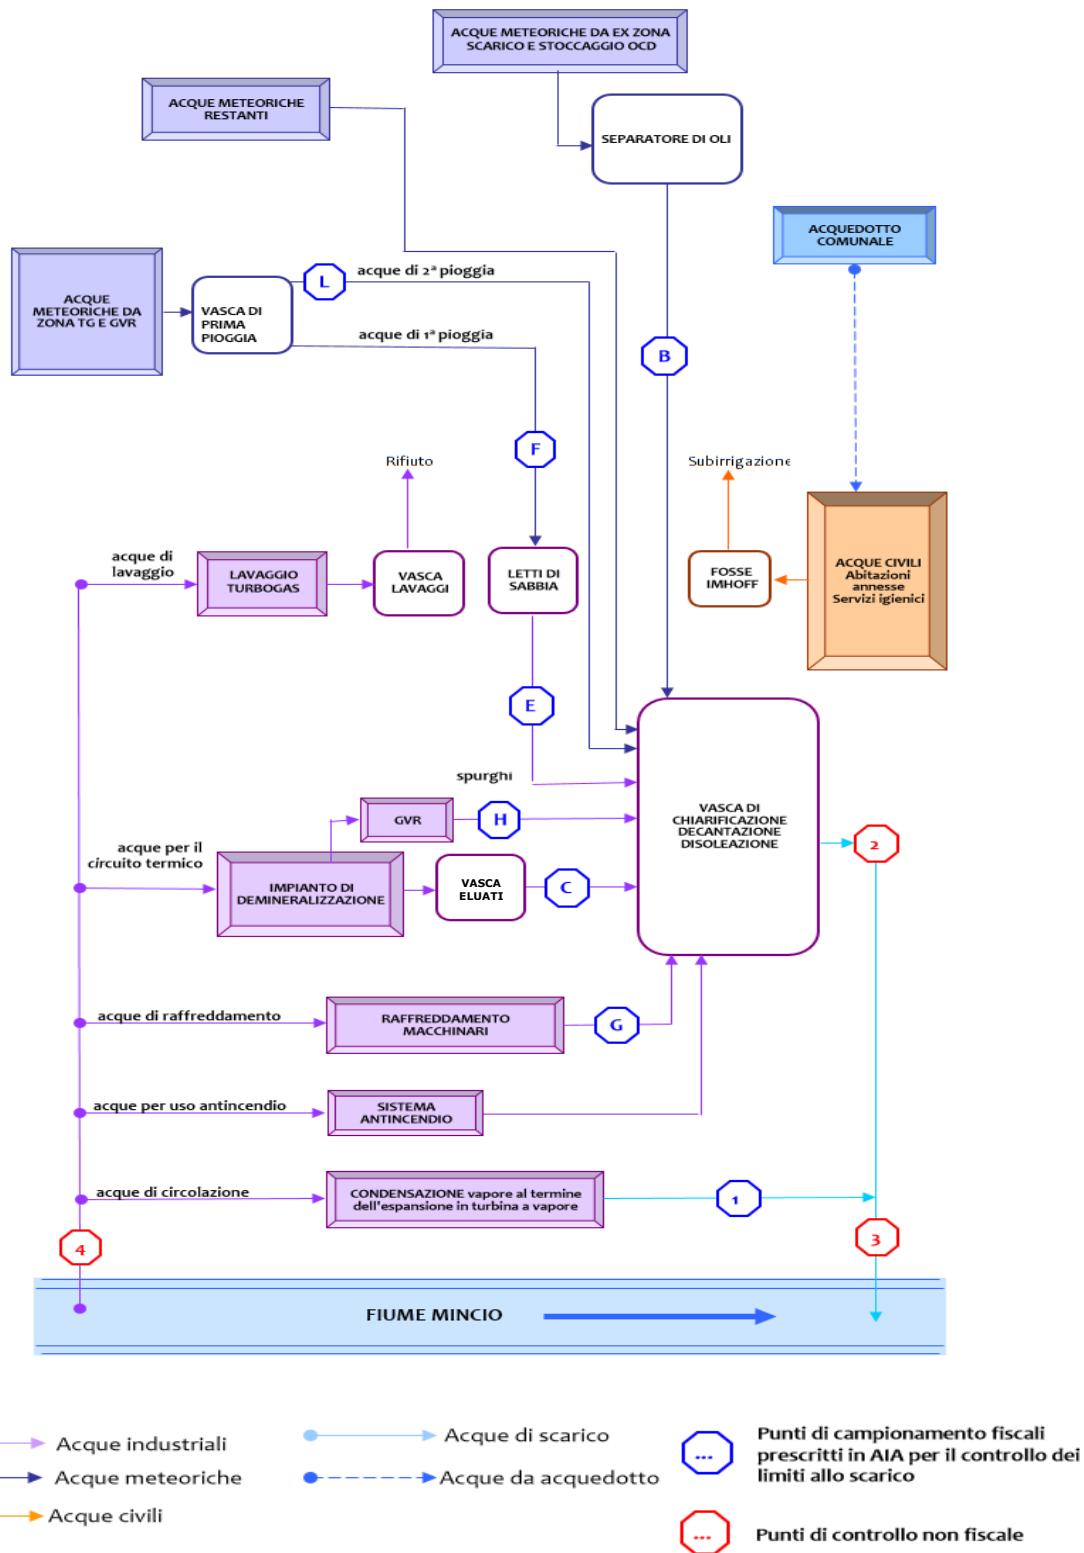 ACQUE METEORICHE DA EX ZONA
SCARICO E STOCCAGGIO OCD
ACQUE METEORICHE
RESTANTI
SEPARATORE DI OLI
ACQUEDOTTO
COMUNALE
ACQUE
METEORICHE DA
ZONA TG E GVR
VASCA DI
PRIMA
PIOGGIA
L
acque di 2ª pioggia
acque di 1ª pioggia
B
F
Rifiuto
Subirrigazione
acque di
lavaggio
LAVAGGIO
TURBOGAS
VASCA
LAVAGGI
LETTI DI
SABBIA
FOSSE
IMHOFF
ACQUE CIVILI
Abitazioni
annesse
Servizi igienici
E
spurghi
GVR
H
VASCA DI
CHIARIFICAZIONE
DECANTAZIONE
DISOLEAZIONE
2
acque per il
circuito termico
IMPIANTO DI
DEMINERALIZZAZIONE
VASCA
ELUATI
C
acque di raffreddamento
RAFFREDDAMENTO
MACCHINARI
G
acque per uso antincendio
SISTEMA
ANTINCENDIO
acque di circolazione
CONDENSAZIONE vapore al termine
dell'espansione in turbina a vapore
1
4
3
FIUME MINCIO
Acque industriali
Acque meteoriche
Acque civili
Acque di scarico
Acque da acquedotto
...
Punti di campionamento fiscali
prescritti in AIA per il controllo dei
limiti allo scarico
...
Punti di controllo non fiscale